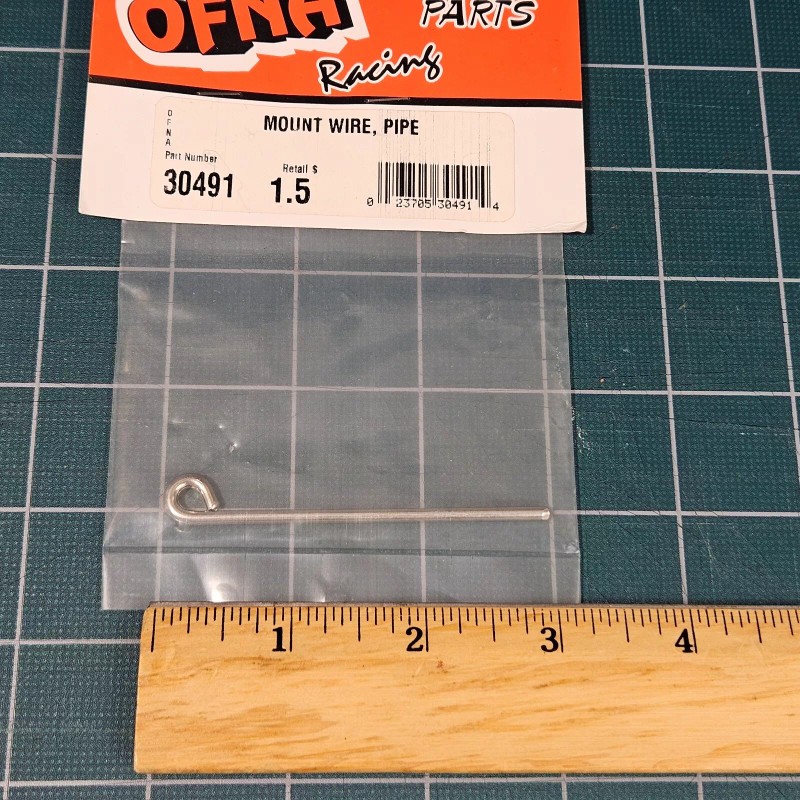 OFNA PARTS
Racing
OFNA
MOUNT WIRE, PIPE
Part Number
Retail $
30491
1.5
0 23705 30491 4
1 2 3 4